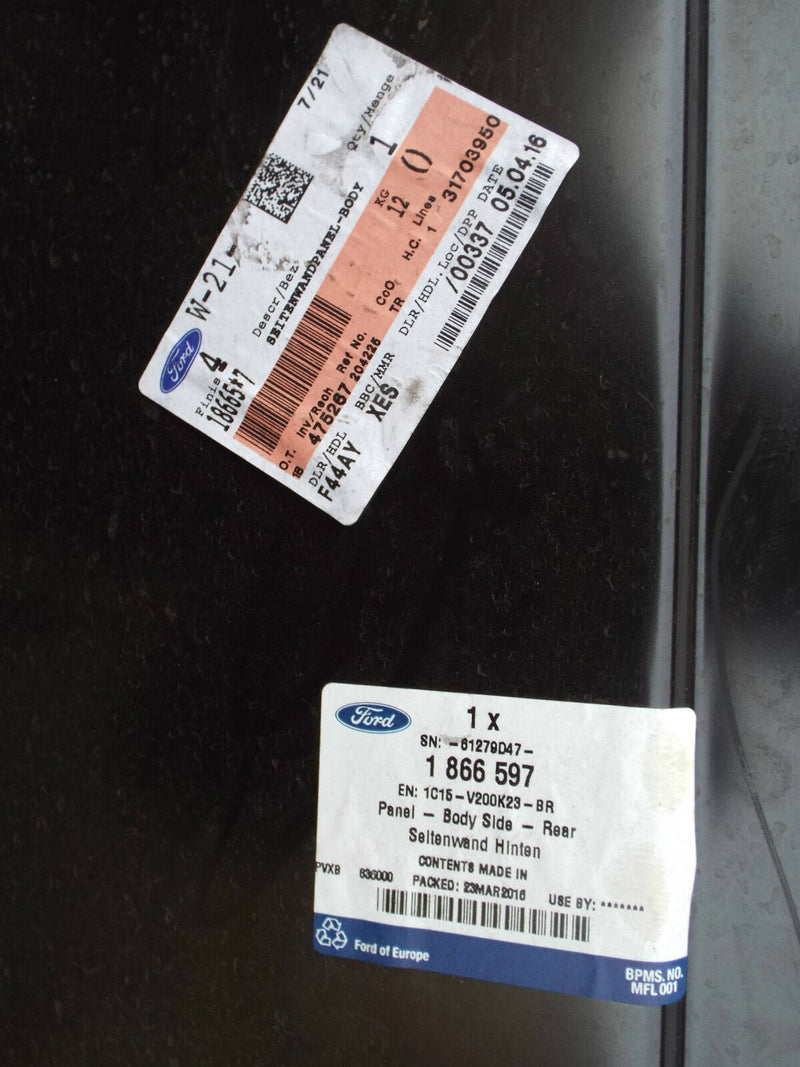 7/21
W-21-
Qty/Menge
1
Descr/Bez
SEITENWANDPANEL-BODY
Ford
4
Finis
KG
12
()
H.C. Lines
1
31703950
CoO
TR
O.T. Inv/Rech Ref No.
475267 204225
DLR/HDL BBC/MMR DLR/HDL.Loc/DPP DATE
F44AY XES /00337 05.04.16
Ford
1 X
SN: -61279D47-
1 866 597
EN: 1C15-V200K23-BR
Panel - Body Side - Rear
Seitenwand Hinten
CONTENTS MADE IN
PVXB 836000 PACKED: 23MAR2016 USE BY: *******
Ford of Europe
BPMS. NO.
MFL 001